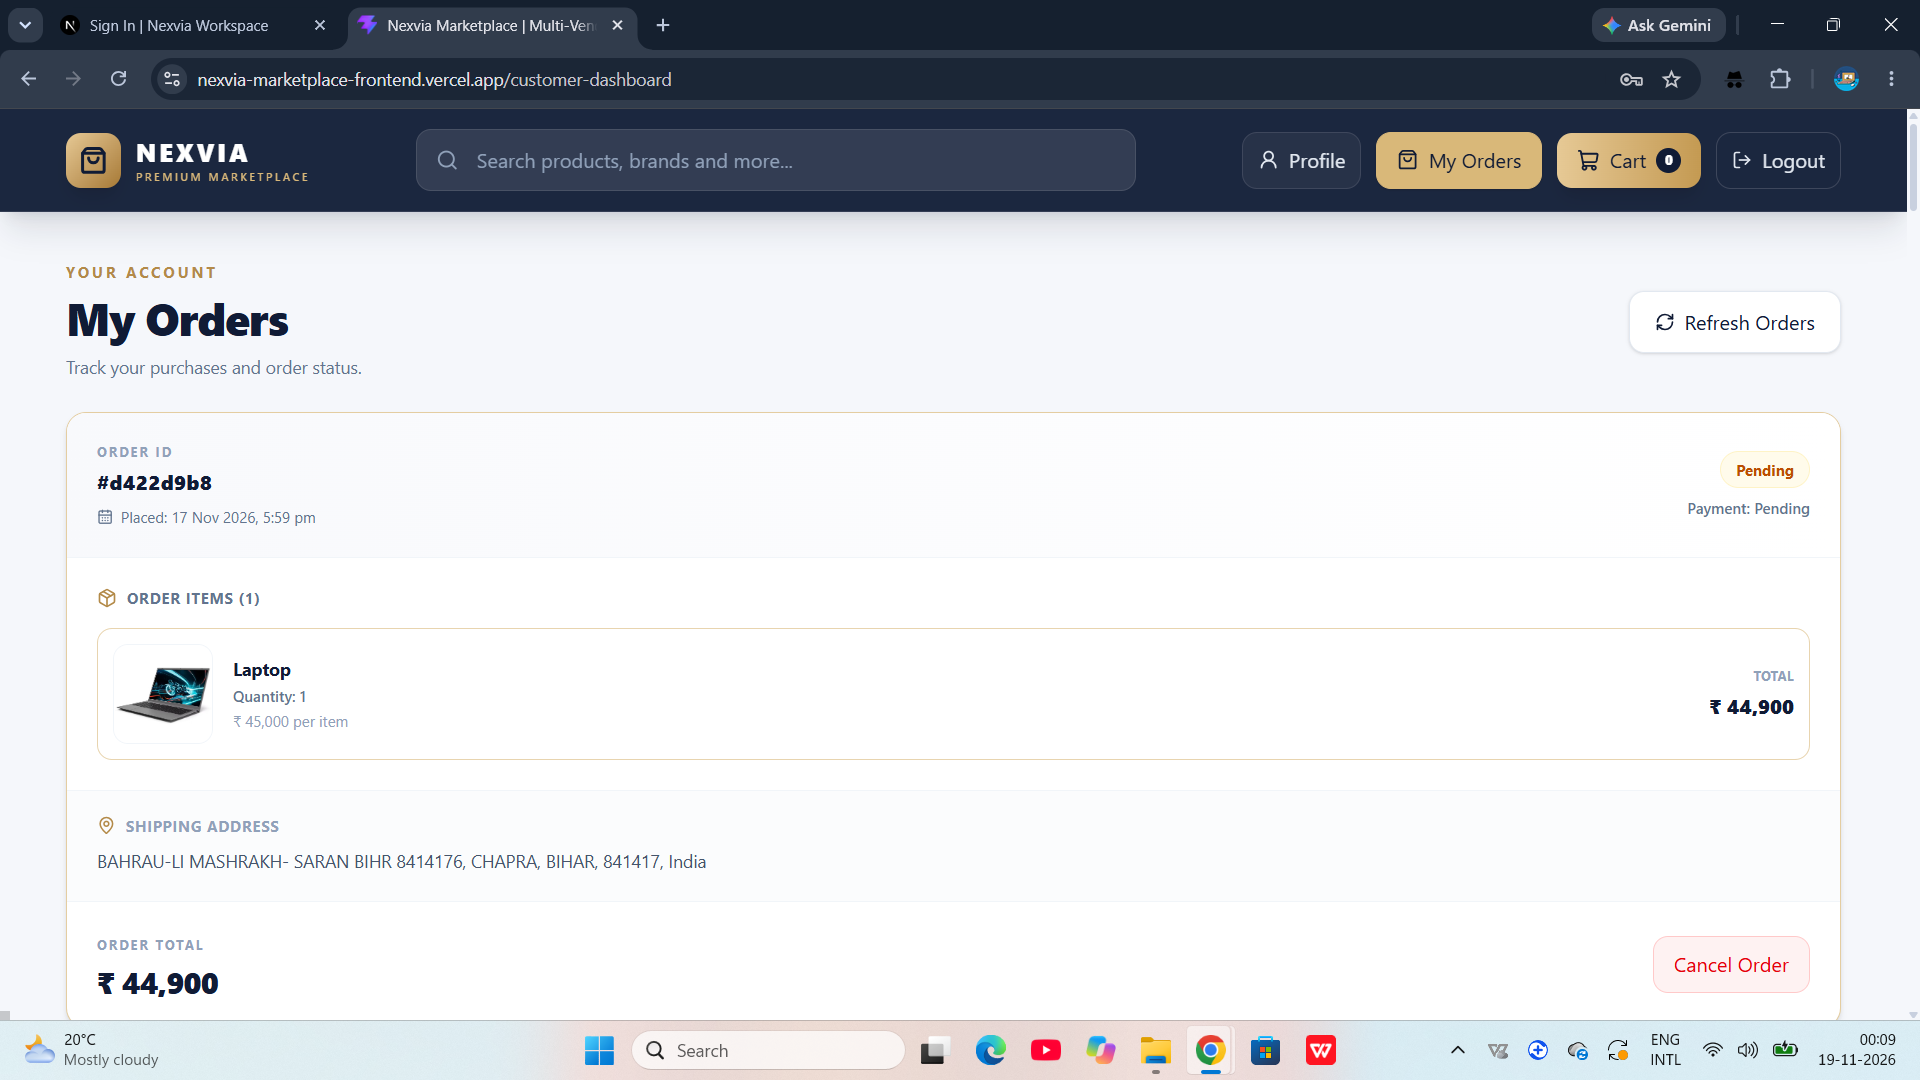 Sign In | Nexvia Workspace
Nexvia Marketplace | Multi-Ven
Ask Gemini
nexvia-marketplace-frontend.vercel.app/customer-dashboard
NEXVIA
PREMIUM MARKETPLACE
Search products, brands and more...
Profile
My Orders
Cart 0
Logout
YOUR ACCOUNT
My Orders
Track your purchases and order status.
Refresh Orders
ORDER ID
#d422d9b8
Placed: 17 Nov 2026, 5:59 pm
Pending
Payment: Pending
ORDER ITEMS (1)
Laptop
Quantity: 1
₹ 45,000 per item
TOTAL
₹ 44,900
SHIPPING ADDRESS
BAHRAU-LI MASHRAKH- SARAN BIHR 8414176, CHAPRA, BIHAR, 841417, India
ORDER TOTAL
₹ 44,900
Cancel Order
20°C
Mostly cloudy
Search
ENG
INTL
00:09
19-11-2026